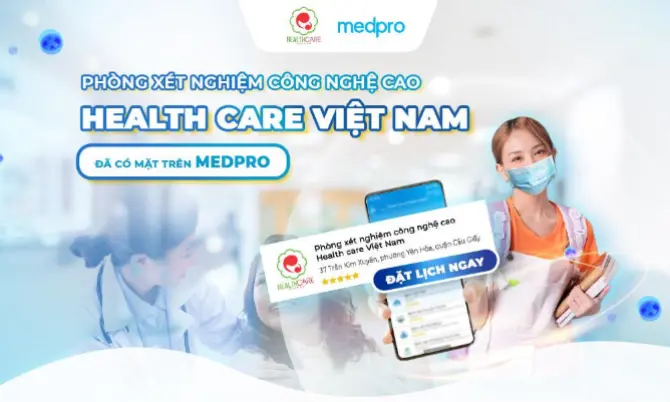 HEALTHCARE
medpro
PHÒNG XÉT NGHIỆM CÔNG NGHỆ CAO
HEALTH CARE VIỆT NAM
ĐÃ CÓ MẶT TRÊN MEDPRO
Phòng xét nghiệm công nghệ cao
Health care Việt Nam
37 Trần Kim Xuyến, phường Yên Hòa, quận Cầu Giấy
HEALTHCARE
ĐẶT LỊCH NGAY